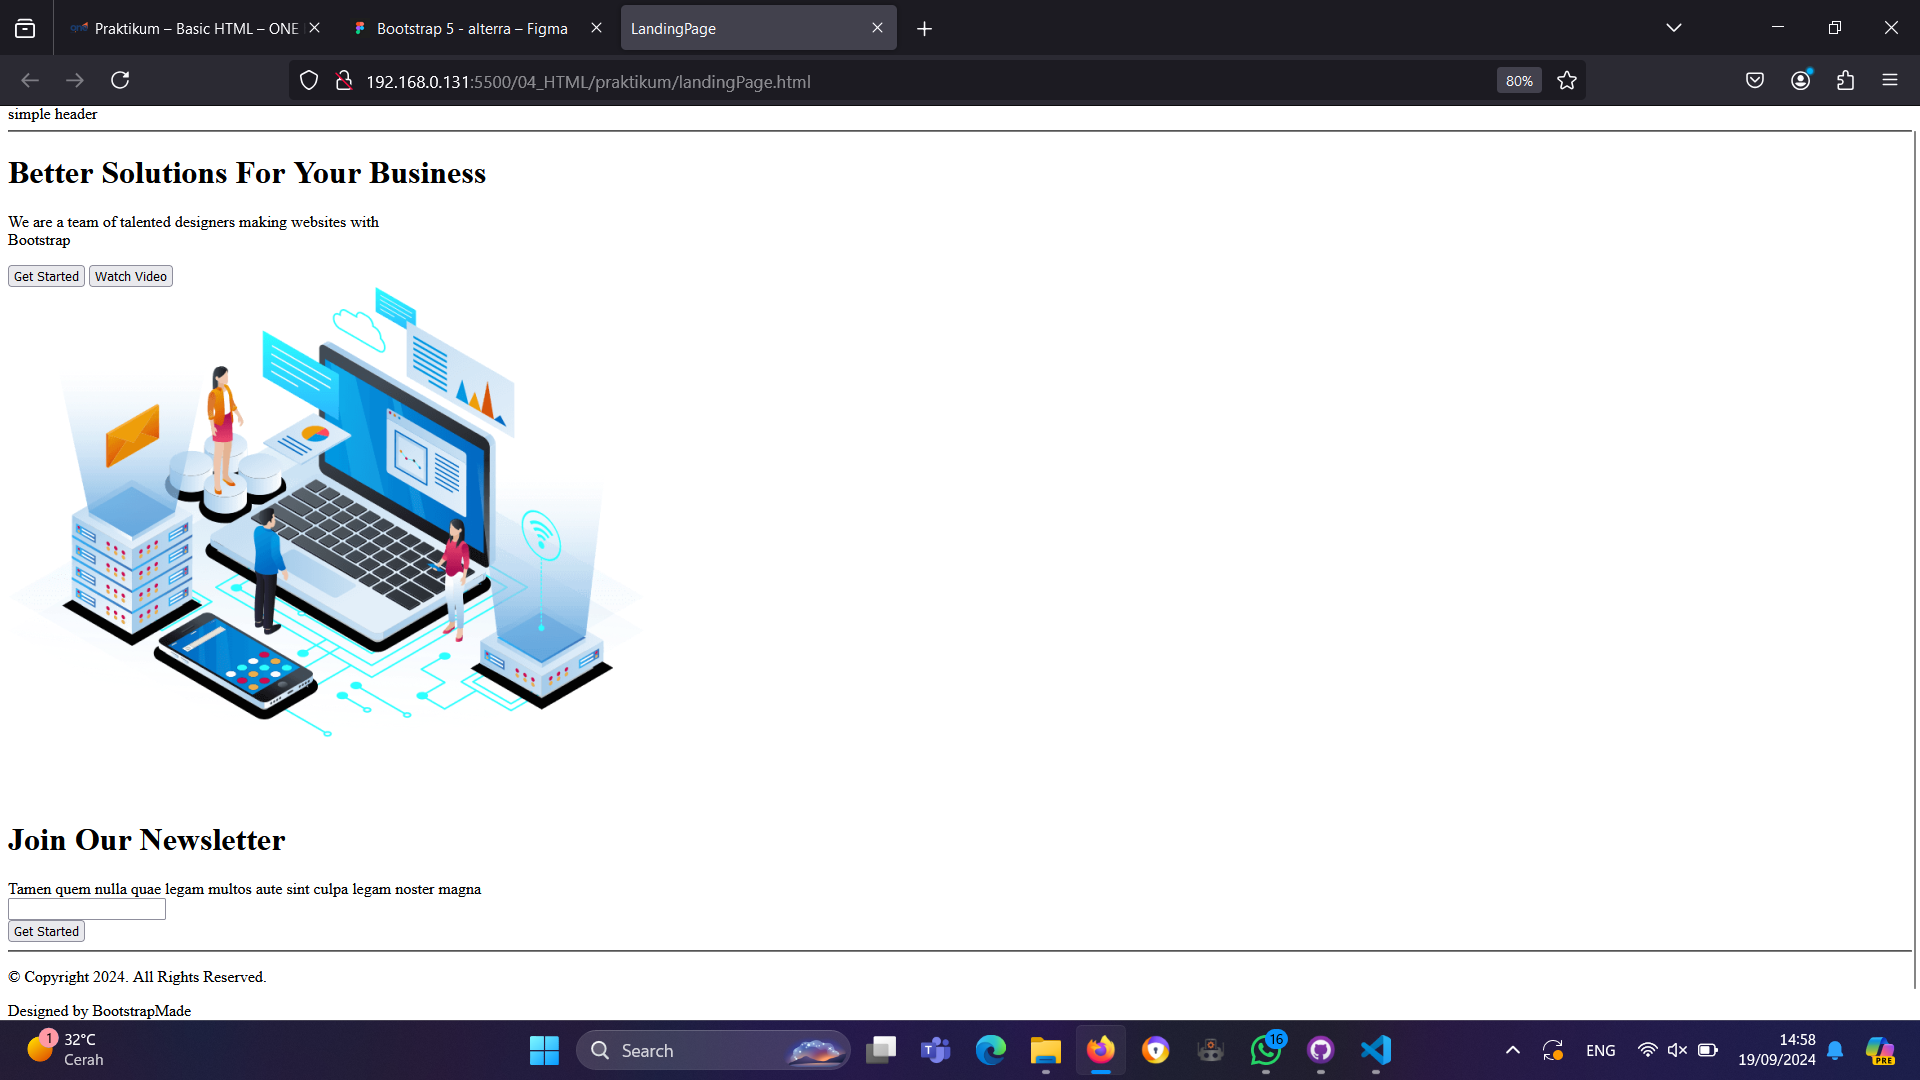 Praktikum – Basic HTML – ONE
Bootstrap 5 - alterra – Figma
LandingPage
192.168.0.131:5500/04_HTML/praktikum/landingPage.html
80%
simple header
Better Solutions For Your Business
We are a team of talented designers making websites with
Bootstrap
Get Started
Watch Video
Join Our Newsletter
Tamen quem nulla quae legam multos aute sint culpa legam noster magna
Get Started
© Copyright 2024. All Rights Reserved.
Designed by BootstrapMade
1
32°C
Cerah
Search
16
ENG
14:58
19/09/2024
PRE